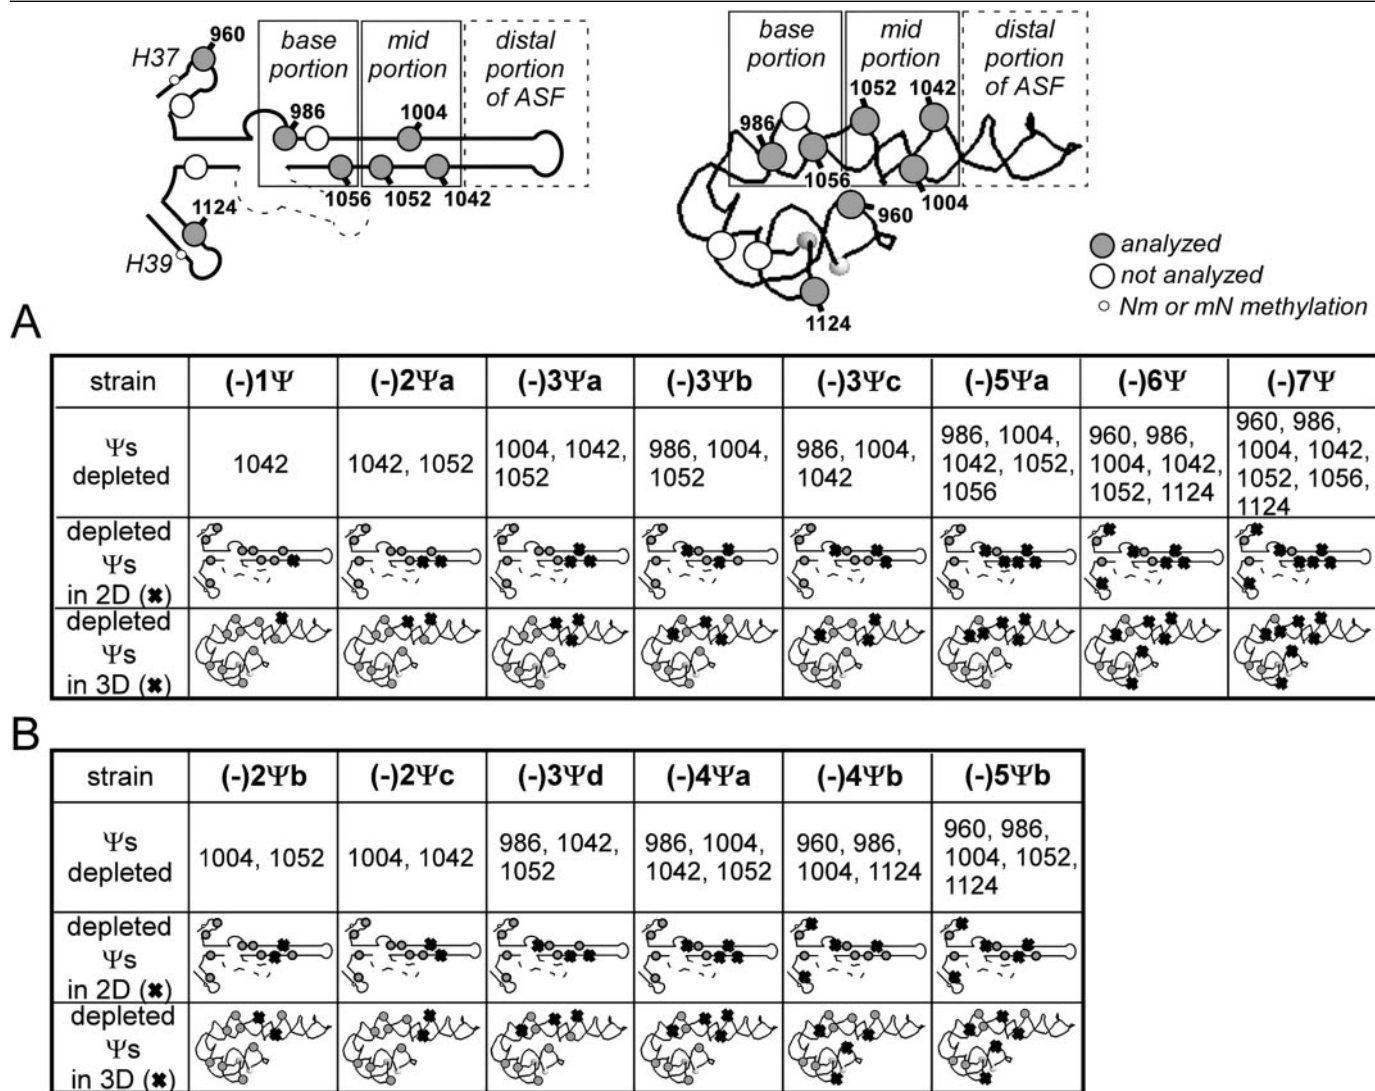 960
H37
base
portion
mid
portion
distal
portion
of ASF
986
1004
1056
1052
1042
1124
H39
base
portion
mid
portion
distal
portion
of ASF
1052
1042
986
1056
1004
960
1124
analyzed
not analyzed
Nm or mN methylation
A
strain (-)1Ψ (-)2Ψa (-)3Ψa (-)3Ψb (-)3Ψc (-)5Ψa (-)6Ψ (-)7Ψ
Ψs
depleted
1042
1042, 1052
1004, 1042,
1052
986, 1004,
1052
986, 1004,
1042
986, 1004,
1042, 1052,
1056
960, 986,
1004, 1042,
1052, 1124
960, 986,
1004, 1042,
1052, 1056,
1124
depleted
Ψs
in 2D (✖)
depleted
Ψs
in 3D (✖)
B
strain (-)2Ψb (-)2Ψc (-)3Ψd (-)4Ψa (-)4Ψb (-)5Ψb
Ψs
depleted
1004, 1052
1004, 1042
986, 1042,
1052
986, 1004,
1042, 1052
960, 986,
1004, 1124
960, 986,
1004, 1052,
1124
depleted
Ψs
in 2D (✖)
depleted
Ψs
in 3D (✖)